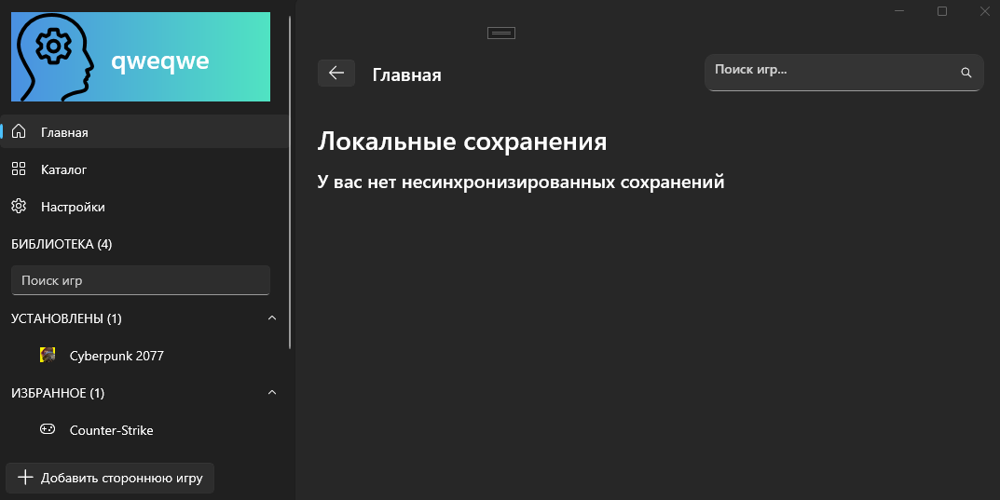 qweqwe
Главная
Каталог
Настройки
БИБЛИОТЕКА (4)
Поиск игр
УСТАНОВЛЕНЫ (1)
Cyberpunk 2077
ИЗБРАННОЕ (1)
Counter-Strike
Добавить стороннюю игру
Главная
Поиск игр...
Локальные сохранения
У вас нет несинхронизированных сохранений